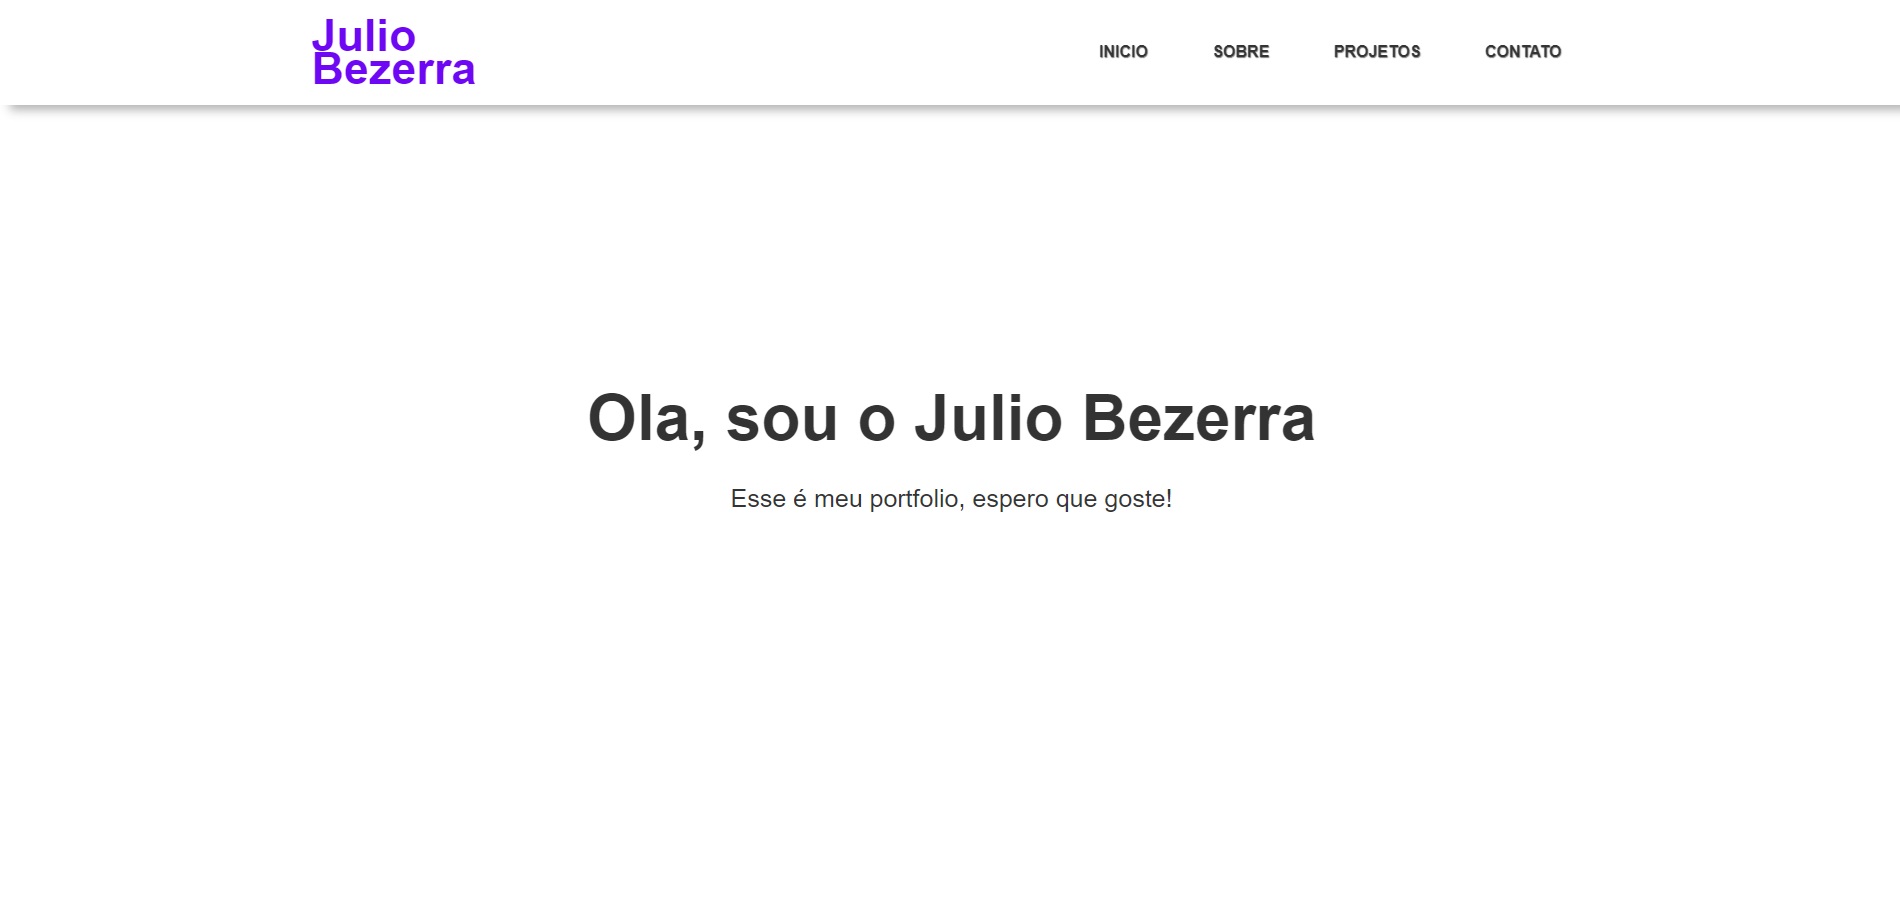 Julio
Bezerra
INICIO SOBRE PROJETOS CONTATO
Ola, sou o Julio Bezerra
Esse é meu portfolio, espero que goste!